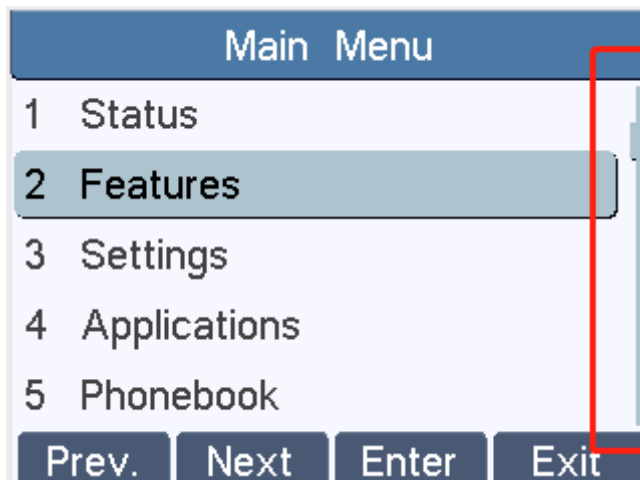 Main Menu
1 Status
2 Features
3 Settings
4 Applications
5 Phonebook
Prev. Next Enter Exit